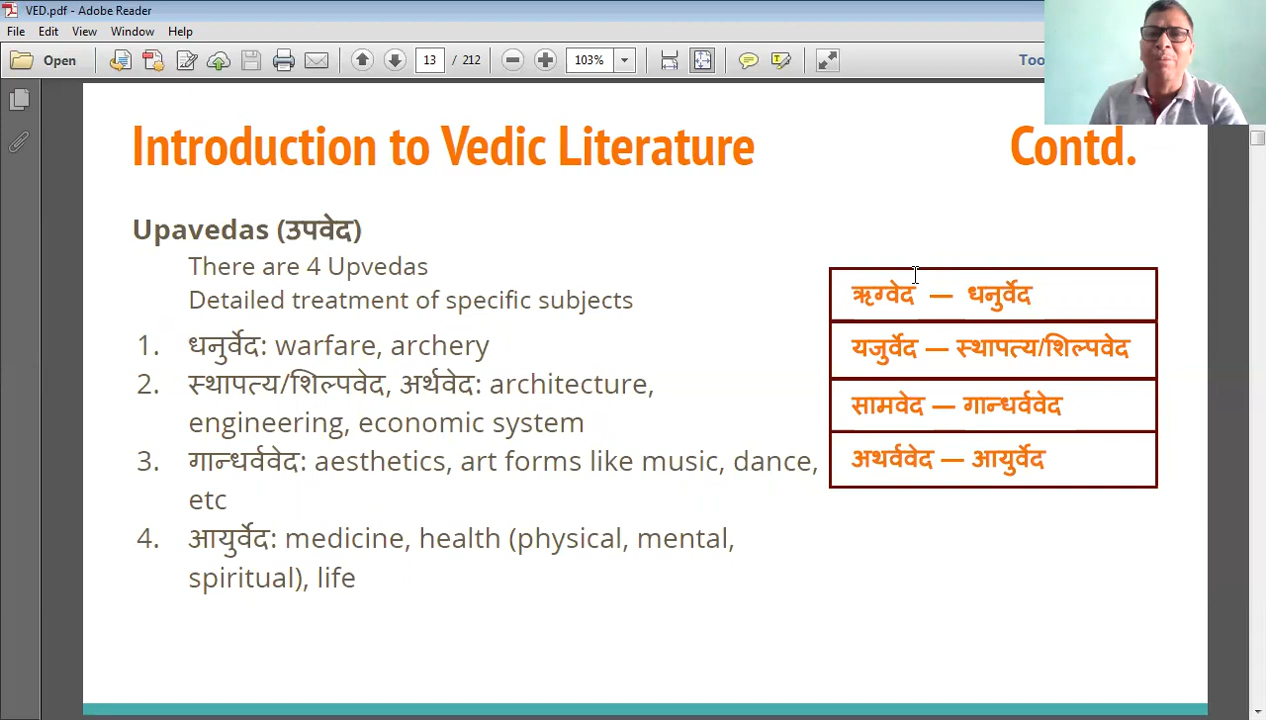 VED.pdf - Adobe Reader
File Edit View Window Help
Open 13 / 212 103% Too
Introduction to Vedic Literature Contd.
Upavedas (उपवेद)
There are 4 Upvedas
Detailed treatment of specific subjects
1. धनुर्वेद: warfare, archery
2. स्थापत्य/शिल्पवेद, अर्थवेद: architecture,
engineering, economic system
3. गान्धर्ववेद: aesthetics, art forms like music, dance,
etc
4. आयुर्वेद: medicine, health (physical, mental,
spiritual), life
ऋग्वेद — धनुर्वेद
यजुर्वेद — स्थापत्य/शिल्पवेद
सामवेद — गान्धर्ववेद
अथर्ववेद — आयुर्वेद